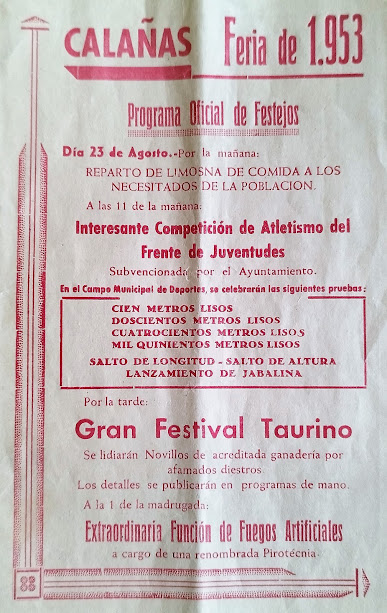 CALAÑAS Feria de 1.953
Programa Oficial de Festejos
Día 23 de Agosto.-Por la mañana:
REPARTO DE LIMOSNA DE COMIDA A LOS
NECESITADOS DE LA POBLACION.
A las 11 de la mañana:
Interesante Competición de Atletísmo del
Frente de Juventudes
Subvencionada por el Ayuntamiento.
En el Campo Municipal de Deportes, se celebrarán las siguientes pruebas:
CIEN METROS LISOS
DOSCIENTOS METROS LISOS
CUATROCIENTOS METROS LISOS
MIL QUINIENTOS METROS LISOS
SALTO DE LONGITUD - SALTO DE ALTURA
LANZAMIENTO DE JABALINA
Por la tarde:
Gran Festival Taurino
Se lidiarán Novillos de acreditada ganadería por
afamados diestros.
Los detalles se publicarán en programas de mano.
A la 1 de la madrugada:
Extraordinaria Función de Fuegos Artificiales
a cargo de una renombrada Pirotécnia.